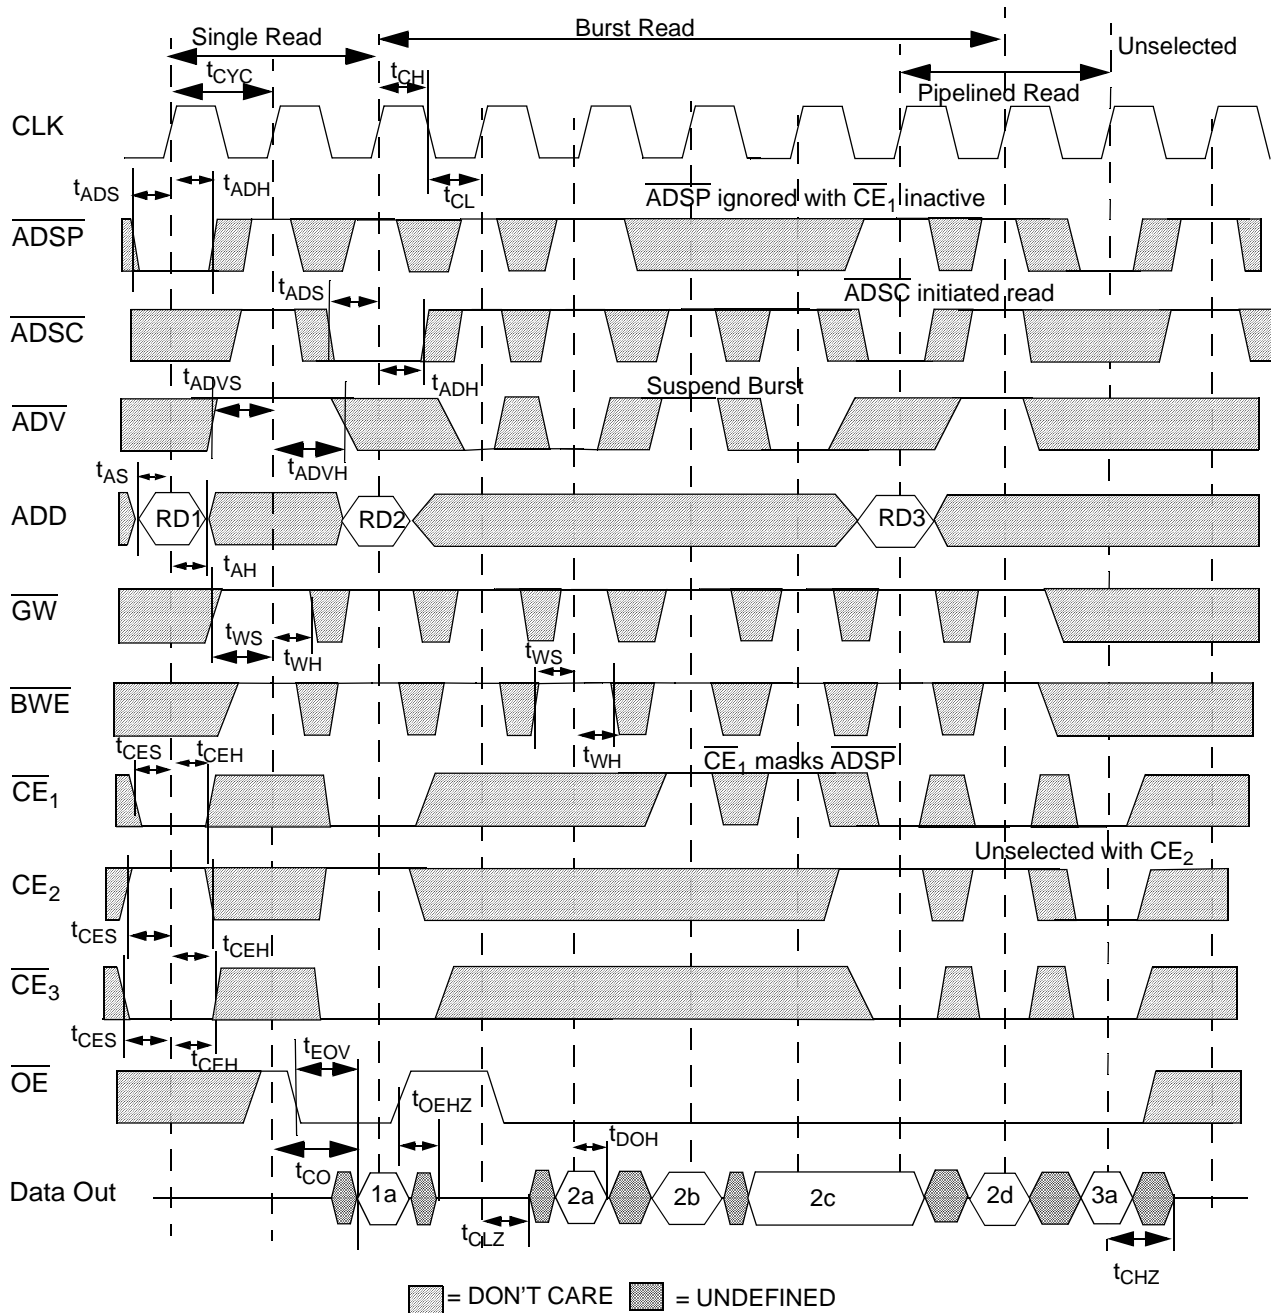 Burst Read
Single Read
Unselected
tCYC
tCH
Pipelined Read
CLK
tADS
tADH
tCL
ADSP ignored with CE1 inactive
ADSP
tADS
ADSC initiated read
ADSC
tADVS
tADH
Suspend Burst
ADV
tADVH
tAS
ADD
RD1
RD2
RD3
tAH
GW
tWS
tWH
tWS
BWE
tWH
tCES
tCEH
CE1 masks ADSP
CE1
Unselected with CE2
CE2
tCES
tCEH
CE3
tCES
tCEH
tEOV
OE
tOEHZ
tDOH
tCO
Data Out
1a
2a
2b
2c
2d
3a
tCLZ
tCHZ
= DON'T CARE
= UNDEFINED